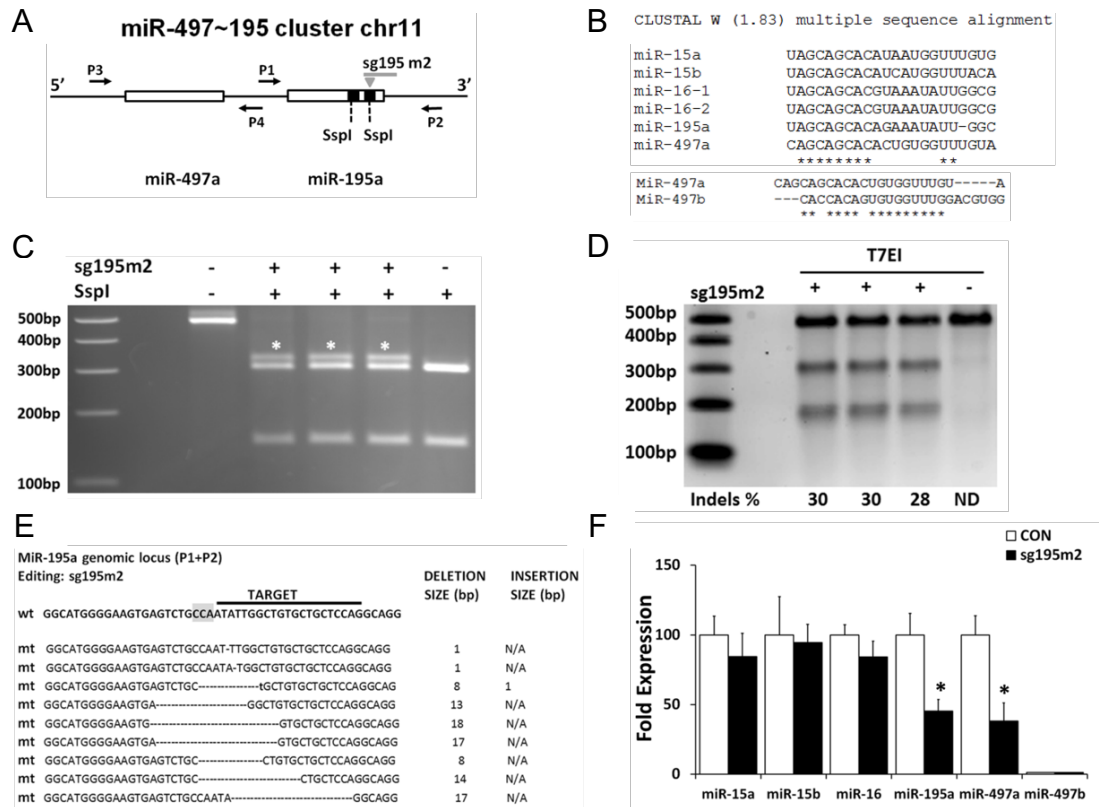 A
miR-497~195 cluster chr11
sg195 m2
P3
P1
5’
3’
P4
P2
SspI SspI
miR-497a miR-195a
B
CLUSTAL W (1.83) multiple sequence alignment
miR-15a UAGCAGCACAUAAUGGUUUGUG
miR-15b UAGCAGCACAUCAUGGUUUACA
miR-16-1 UAGCAGCACGUAAAUAUUGGCG
miR-16-2 UAGCAGCACGUAAAUAUUGGCG
miR-195a UAGCAGCACAGAAAUAUU-GGC
miR-497a CAGCAGCACACUGUGGUUUGUA
******** **
MiR-497a CAGCAGCACACUGUGGUUUGU-----A
MiR-497b ---CACCACAGUGUGGUUUGGACGUGG
** **** *********
C
sg195m2 - + + + -
SspI - + + + +
500bp
400bp
* * *
300bp
200bp
100bp
D
T7EI
sg195m2 + + + -
500bp
400bp
300bp
200bp
100bp
Indels % 30 30 28 ND
E
MiR-195a genomic locus (P1+P2)
Editing: sg195m2
DELETION INSERTION
TARGET SIZE (bp) SIZE (bp)
wt GGCATGGGGAAGTGAGTCTGCCAATATTGGCTGTGCTGCTCCAGGCAGG
mt GGCATGGGGAAGTGAGTCTGCCAAT-TTGGCTGTGCTGCTCCAGGCAGG 1 N/A
mt GGCATGGGGAAGTGAGTCTGCCAATA-TGGCTGTGCTGCTCCAGGCAGG 1 N/A
mt GGCATGGGGAAGTGAGTCTGC---------------tGCTGTGCTGCTCCAGGCAG 8 1
mt GGCATGGGGAAGTGA----------------------GGCTGTGCTGCTCCAGGCAGG 13 N/A
mt GGCATGGGGAAGTG-------------------------------GTGCTGCTCCAGGCAGG 18 N/A
mt GGCATGGGGAAGTGA-----------------------------GTGCTGCTCCAGGCAGG 17 N/A
mt GGCATGGGGAAGTGAGTCTGC---------------CTGTGCTGCTCCAGGCAGG 8 N/A
mt GGCATGGGGAAGTGAGTCTGC------------------------CTGCTCCAGGCAGG 14 N/A
mt GGCATGGGGAAGTGAGTCTGCCAATA-----------------------------GGCAGG 17 N/A
F
CON
sg195m2
Fold Expression
150
100
50
0
* *
miR-15a miR-15b miR-16 miR-195a miR-497a miR-497b